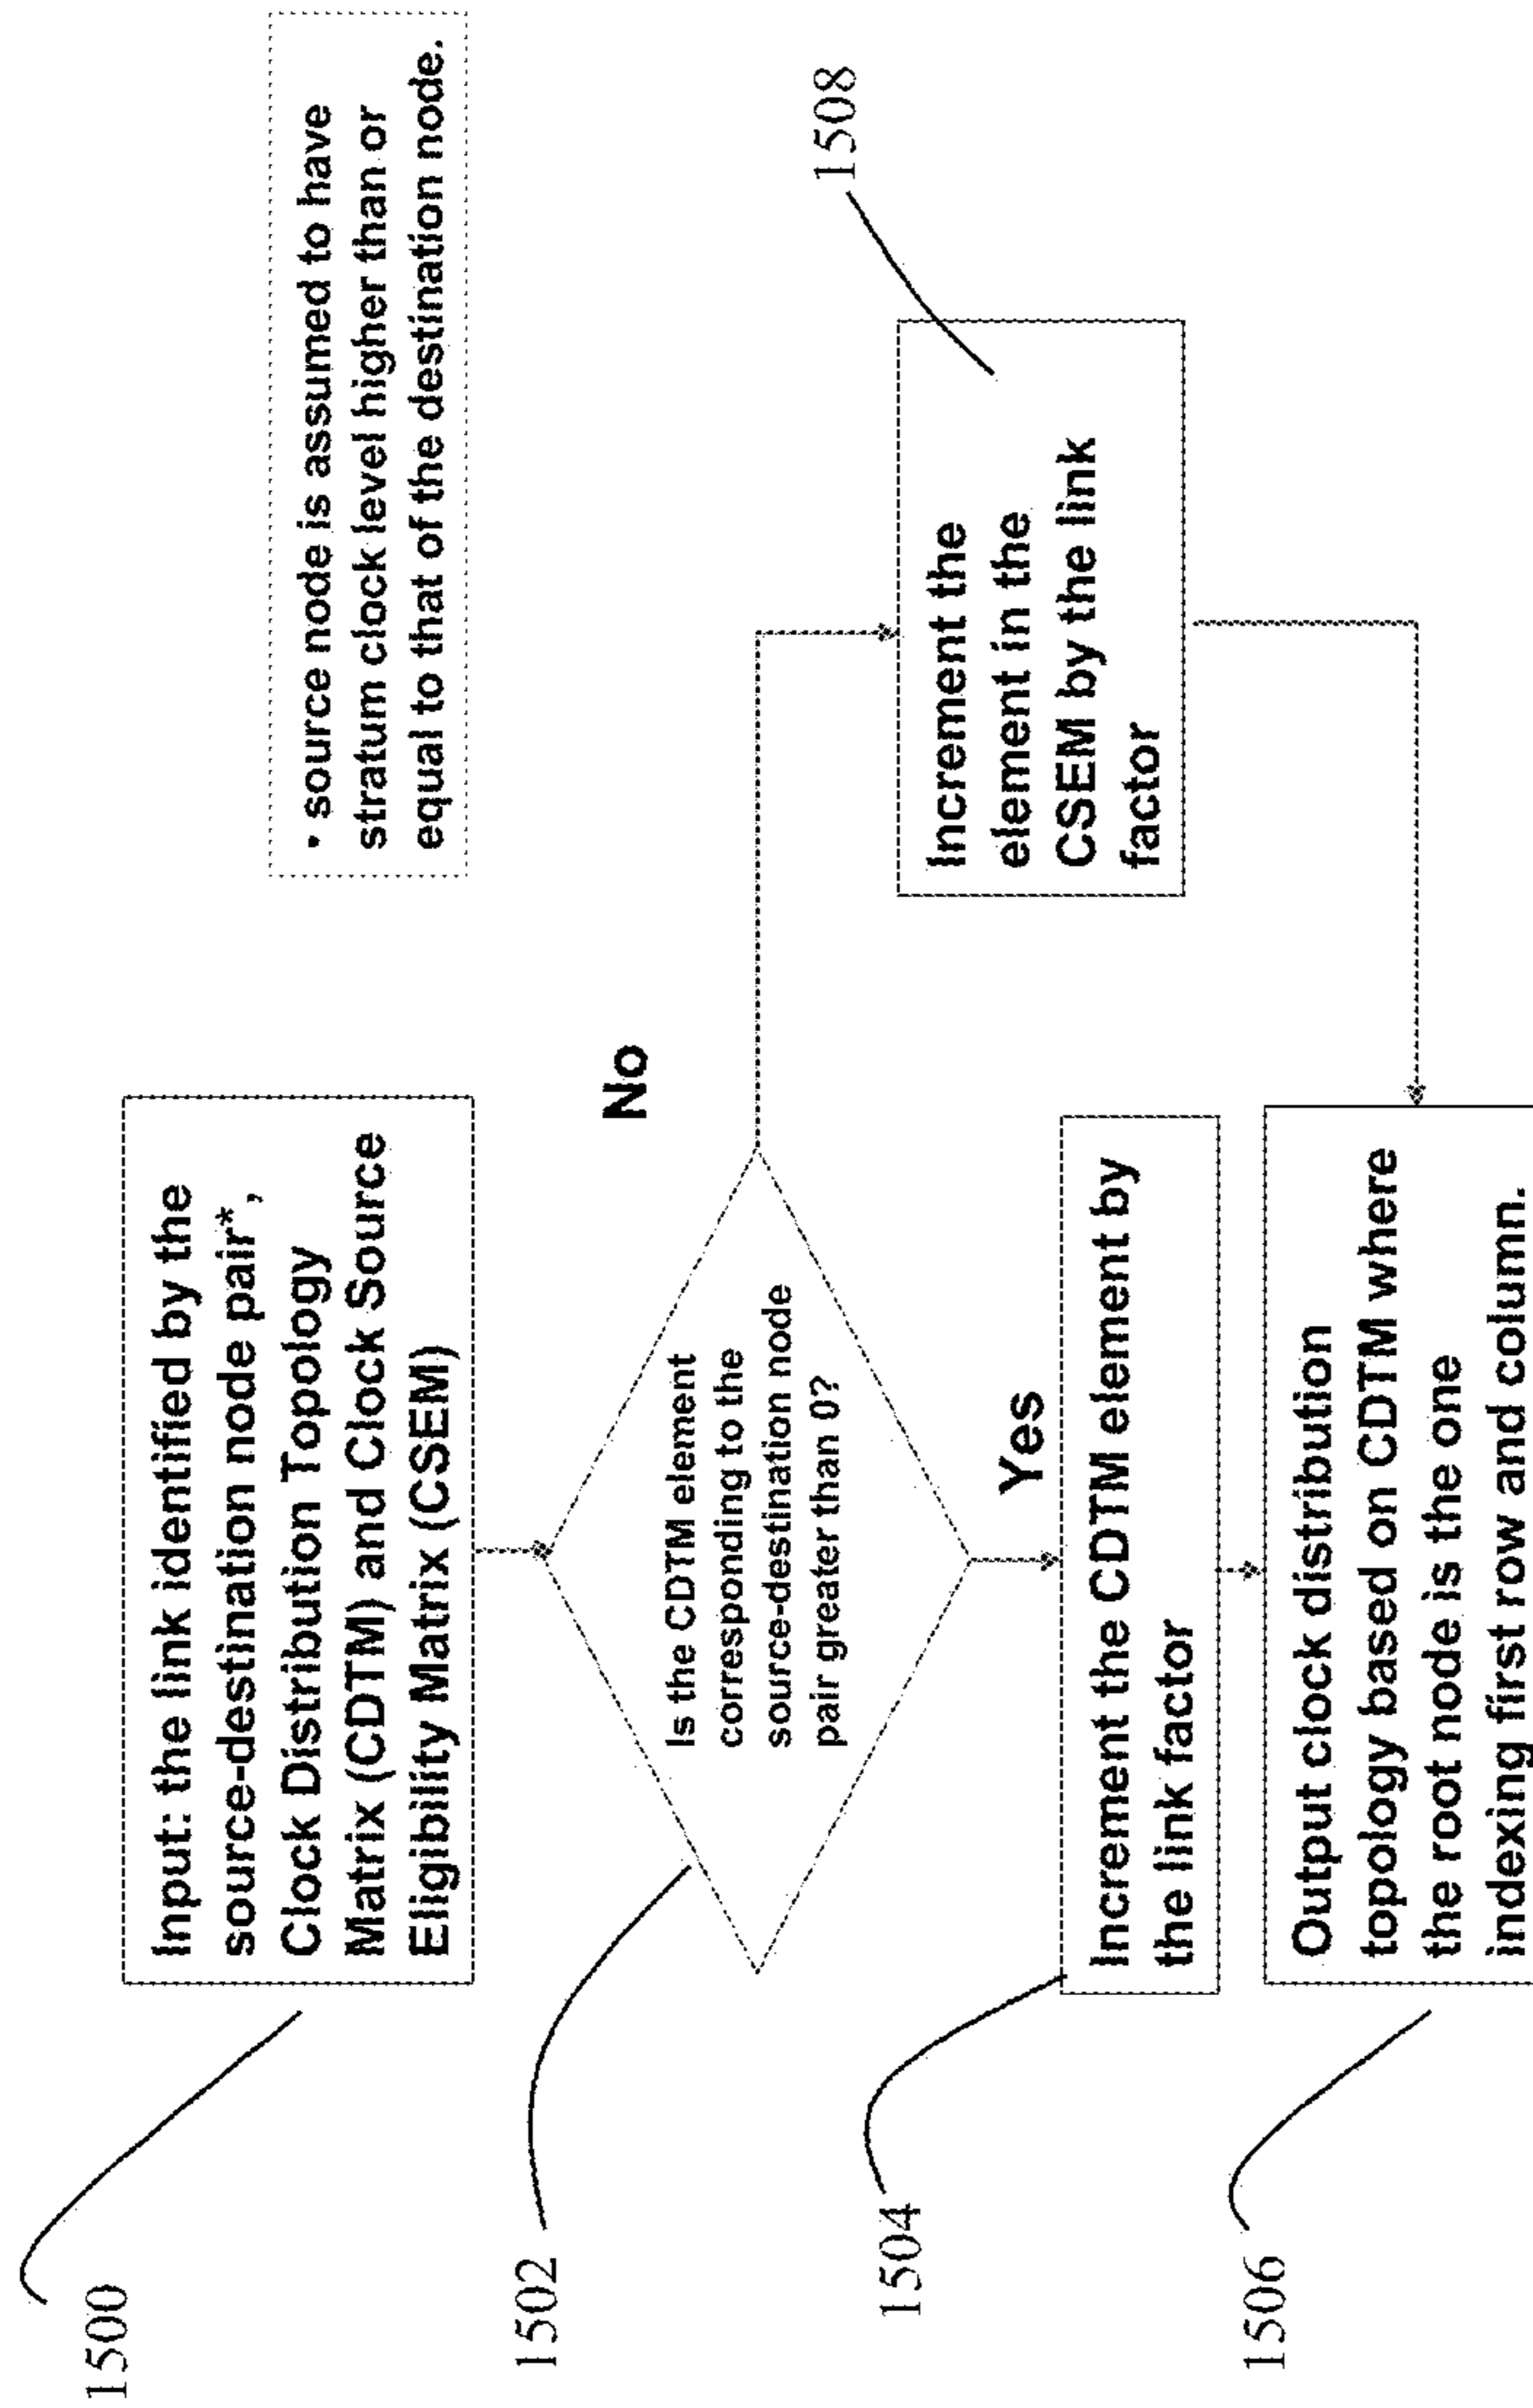 1500
Input: the link identified by the
source-destination node pair*,
Clock Distribution Topology
Matrix (CDTM) and Clock Source
Eligibility Matrix (CSEM)
• source node is assumed to have
stratum clock level higher than or
equal to that of the destination node.
1502
Is the CDTM element
corresponding to the
source-destination node
pair greater than 0?
No
1508
Increment the
element in the
CSEM by the link
factor
Yes
1504
Increment the CDTM element by
the link factor
1506
Output clock distribution
topology based on CDTM where
the root node is the one
indexing first row and column.